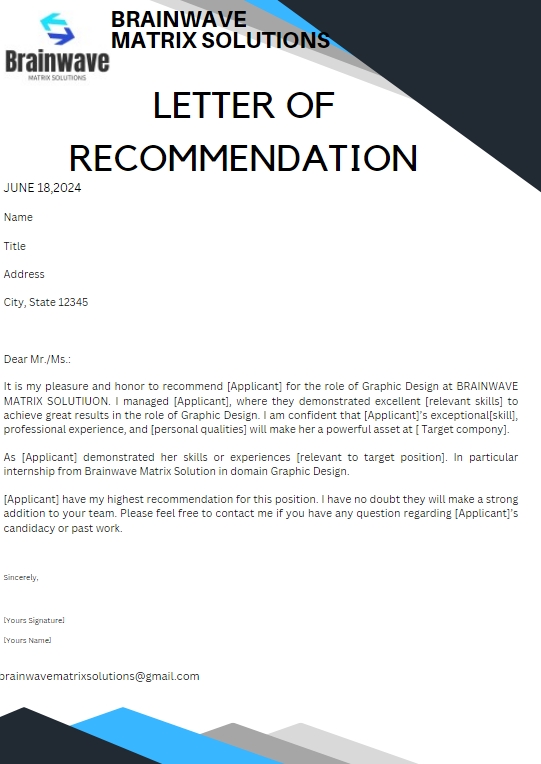 Brainwave
MATRIX SOLUTIONS
BRAINWAVE
MATRIX SOLUTIONS
LETTER OF
RECOMMENDATION
JUNE 18,2024
Name
Title
Address
City, State 12345
Dear Mr./Ms.:
It is my pleasure and honor to recommend [Applicant] for the role of Graphic Design at BRAINWAVE
MATRIX SOLUTIUON. I managed [Applicant], where they demonstrated excellent [relevant skills] to
achieve great results in the role of Graphic Design. I am confident that [Applicant]'s exceptional[skill],
professional experience, and [personal qualities] will make her a powerful asset at [ Target compony].
As [Applicant] demonstrated her skills or experiences [relevant to target position]. In particular
internship from Brainwave Matrix Solution in domain Graphic Design.
[Applicant] have my highest recommendation for this position. I have no doubt they will make a strong
addition to your team. Please feel free to contact me if you have any question regarding [Applicant]'s
candidacy or past work.
Sincerely,
[Yours Signature]
[Yours Name]
brainwavematrixsolutions@gmail.com